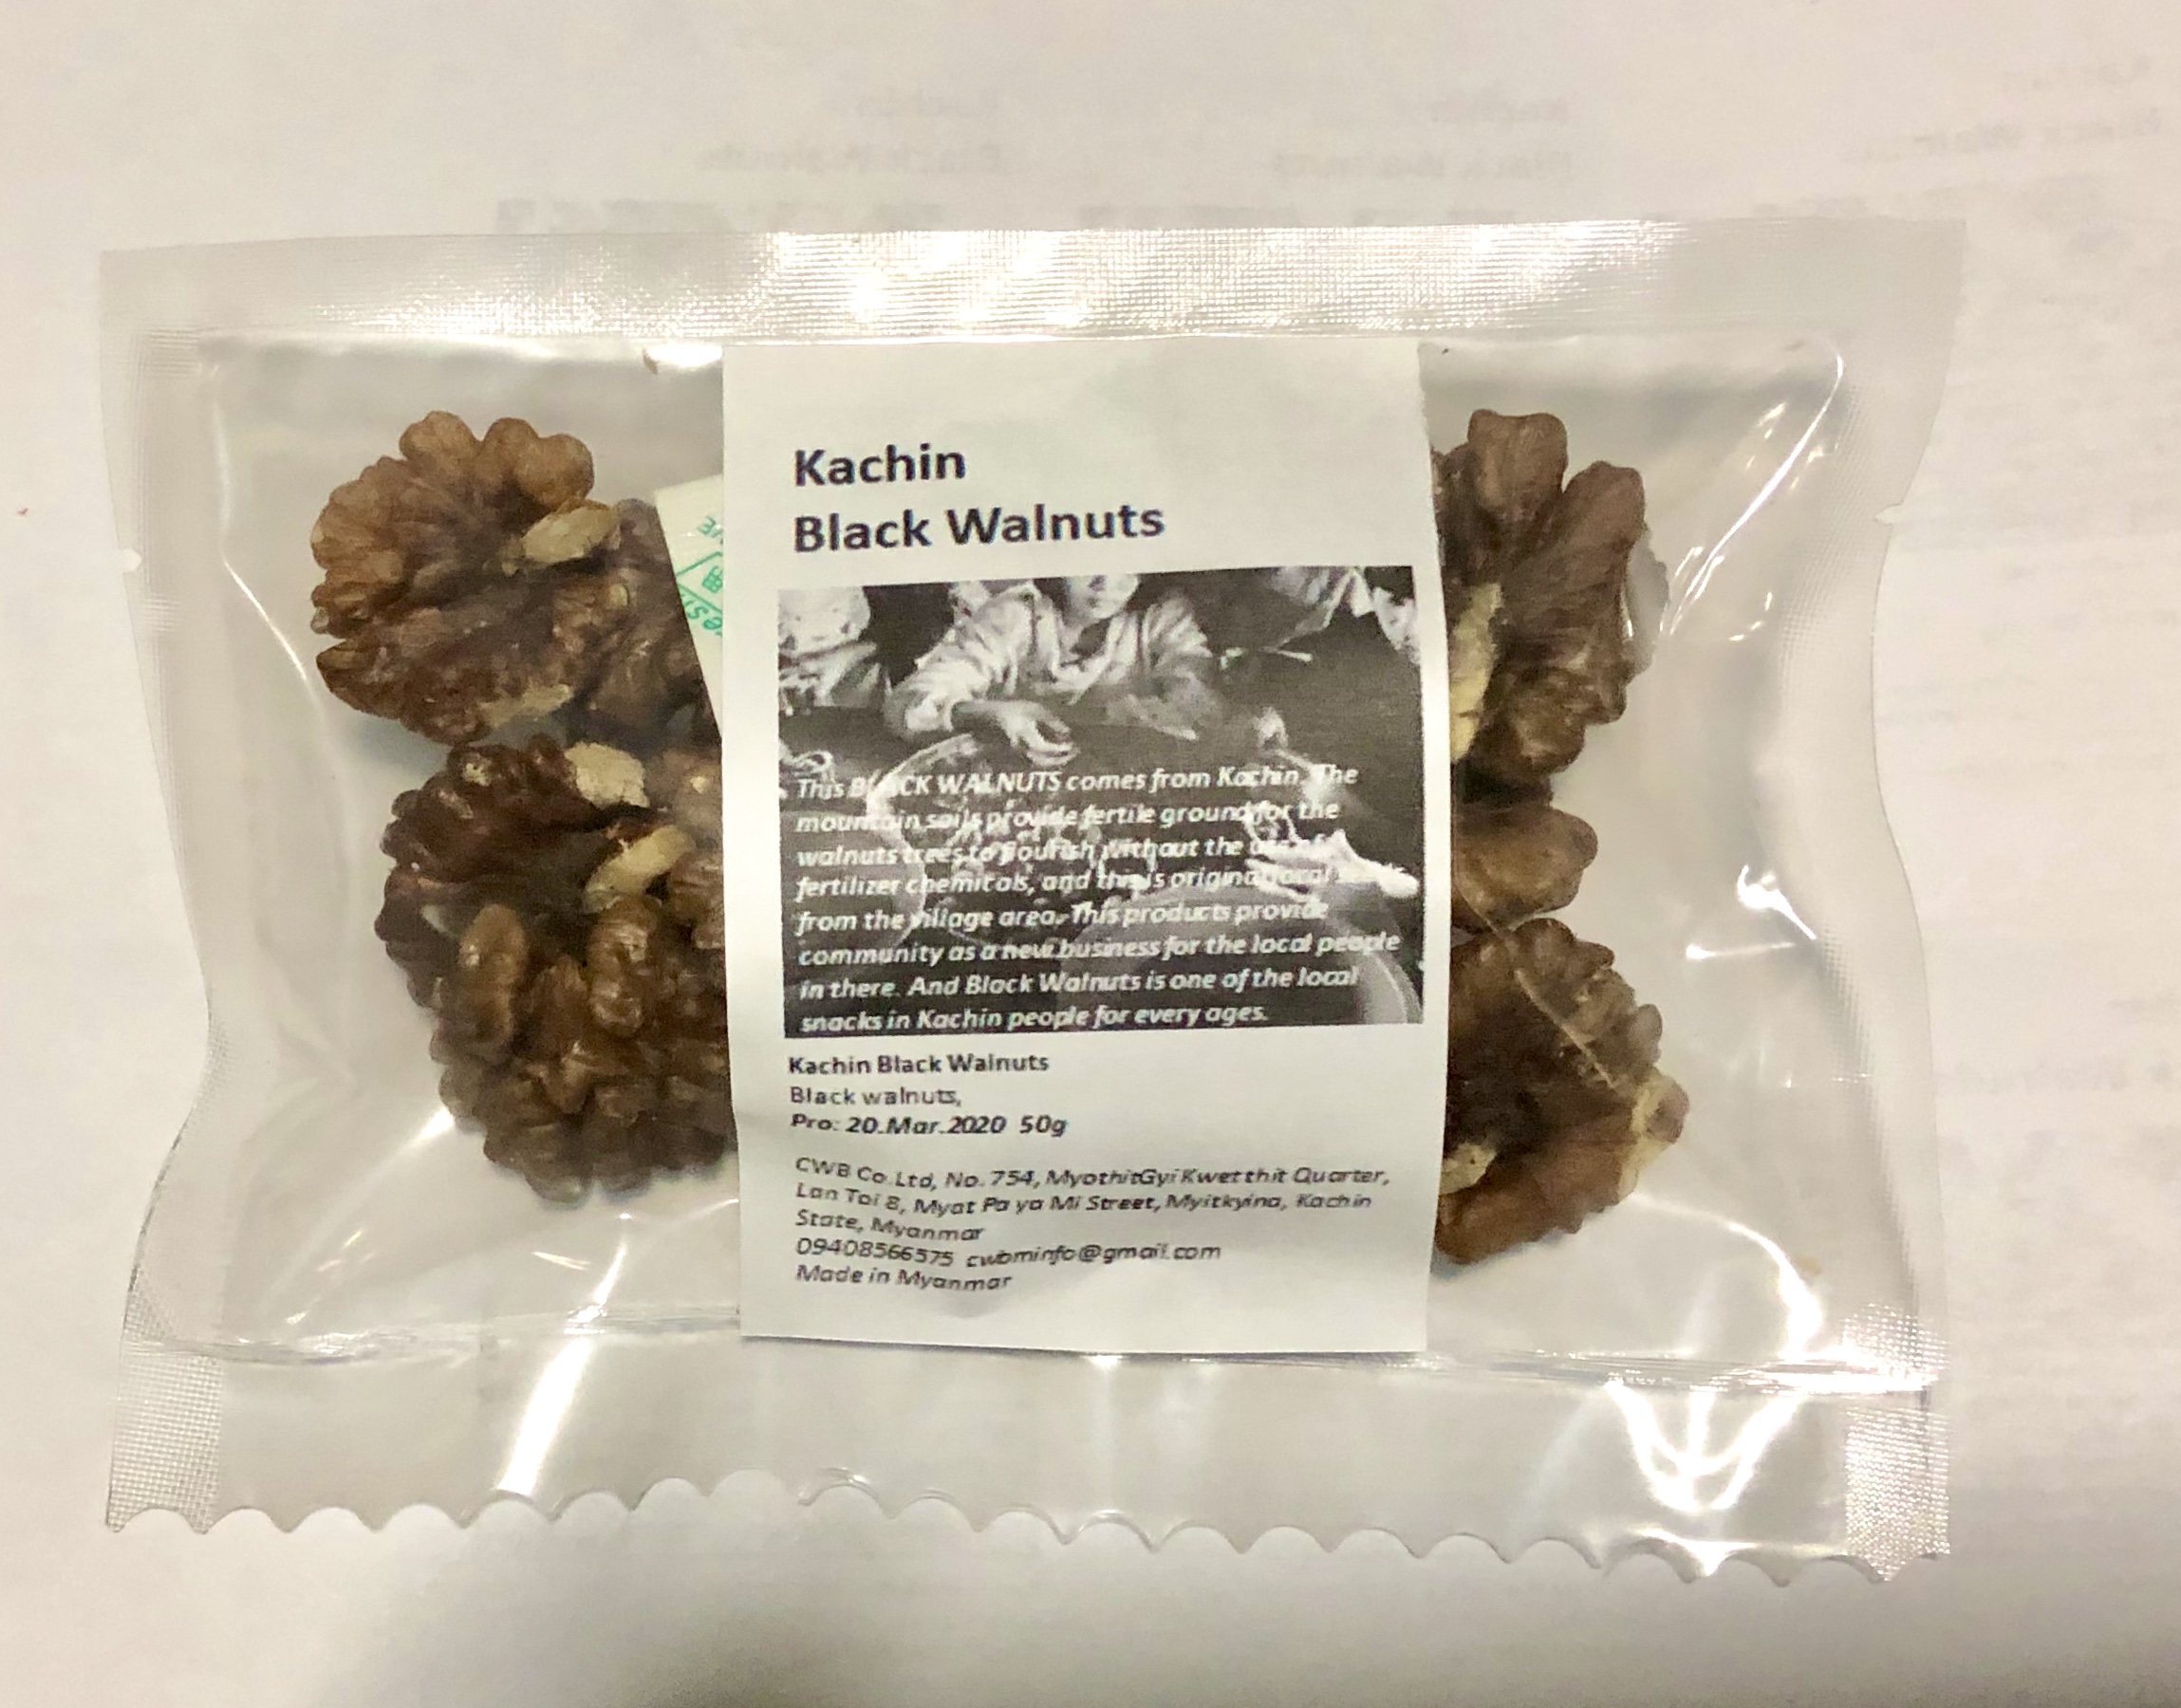 Kachin
Black Walnuts
This BLACK WALNUTS comes from Kachin. The
mountain soils provide fertile ground for the
walnuts trees to flourish without the use of
fertilizer chemicals, and this is original local
from the village area. This products provide
community as a new business for the local people
in there. And Black Walnuts is one of the local
snacks in Kachin people for every ages.
Kachin Black Walnuts
Black walnuts,
Pro: 20.Mar.2020 50g
CWB Co.Ltd, No. 754, MyothitGyi Kwetthit Quarter,
Lan Toi 8, Myat Pa ya Mi Street, Myitkyina, Kachin
State, Myanmar
09408566575 cwbminfo@gmail.com
Made in Myanmar